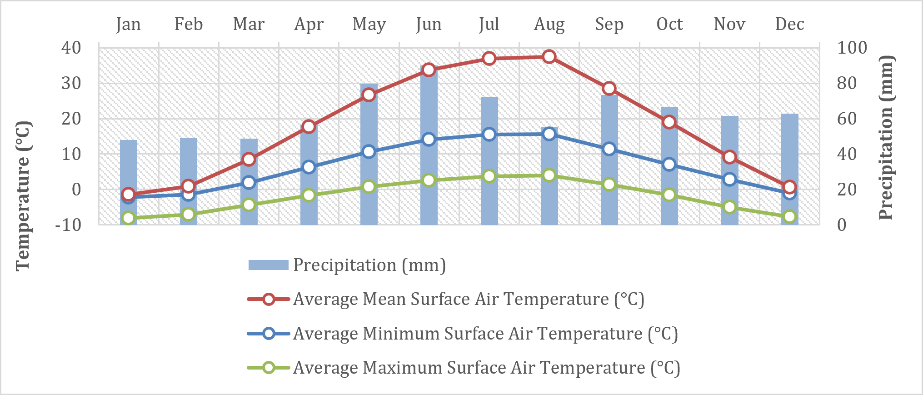 Jan Feb Mar Apr May Jun Jul Aug Sep Oct Nov Dec
40 100
30 80
20 60
10 40
0 20
-10 0
Temperature (°C)
Precipitation (mm)
Precipitation (mm)
Average Mean Surface Air Temperature (°C)
Average Minimum Surface Air Temperature (°C)
Average Maximum Surface Air Temperature (°C)